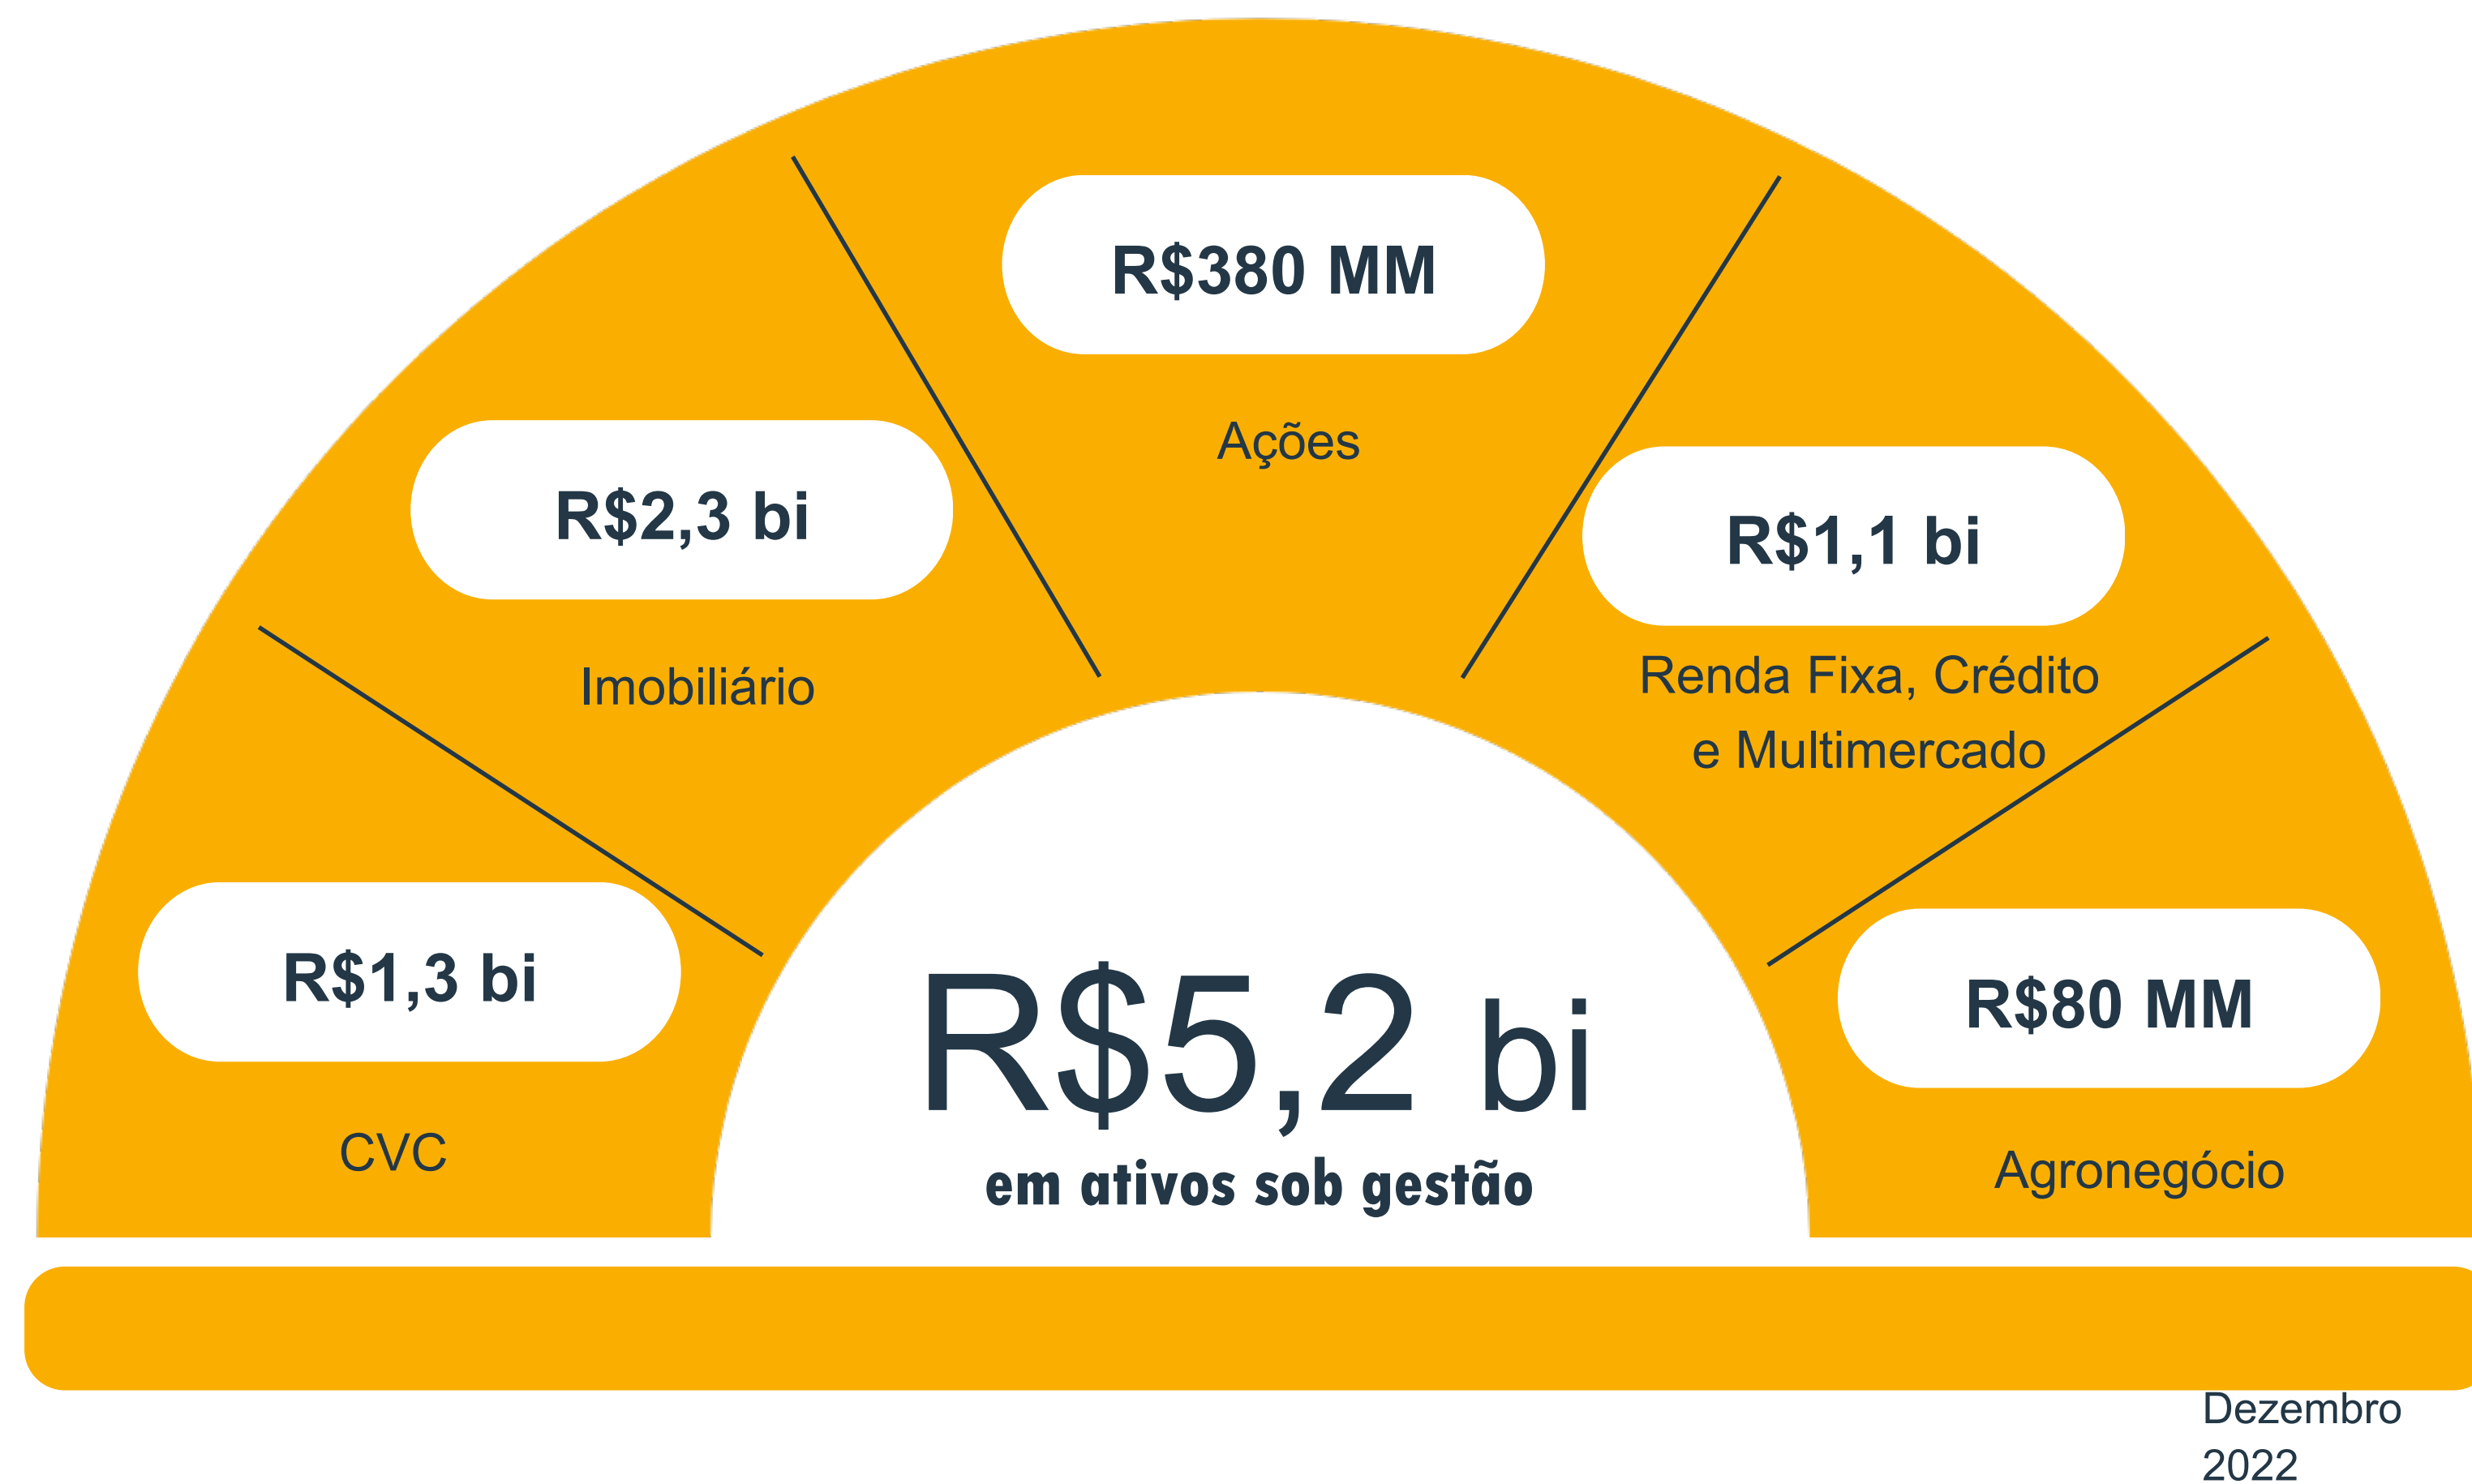 R$380 MM
Ações
R$2,3 bi
Imobiliário
R$1,1 bi
Renda Fixa, Crédito
e Multimercado
R$1,3 bi
CVC
R$80 MM
Agronegócio
R$5,2 bi
em ativos sob gestão
Dezembro
2022